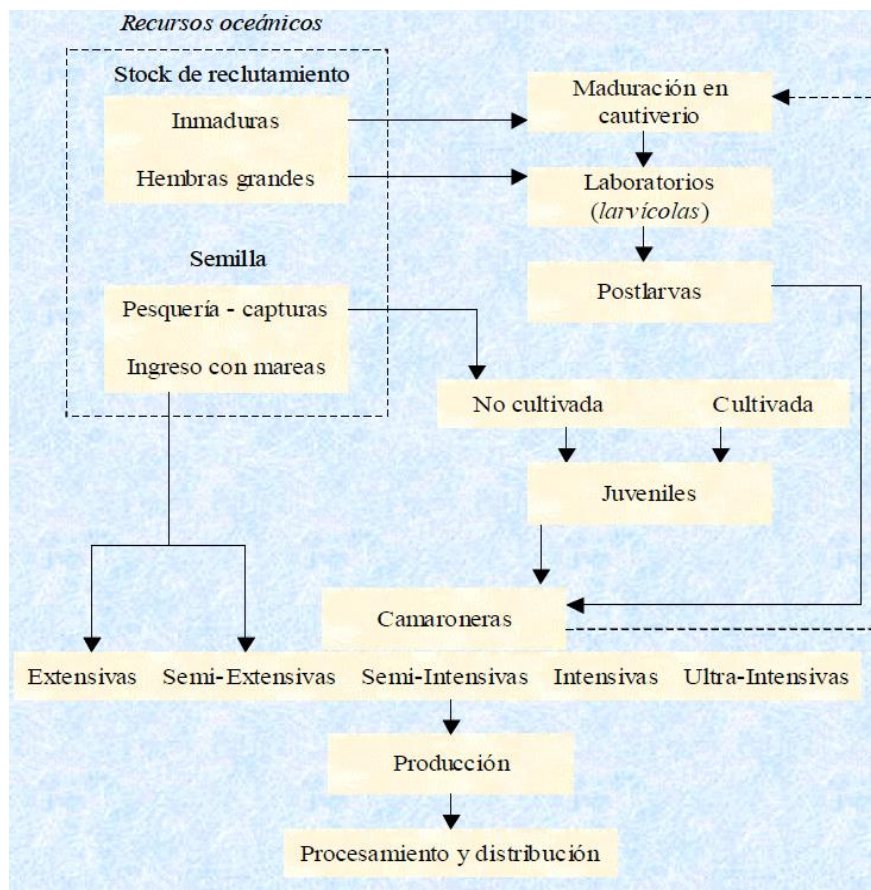 Recursos oceánicos
Stock de reclutamiento
Inmaduras
Hembras grandes
Semilla
Pesquería - capturas
Ingreso con mareas
Maduración en
cautiverio
Laboratorios
(larvícolas)
Postlarvas
No cultivada Cultivada
Juveniles
Camaroneras
Extensivas Semi-Extensivas Semi-Intensivas Intensivas Ultra-Intensivas
Producción
Procesamiento y distribución